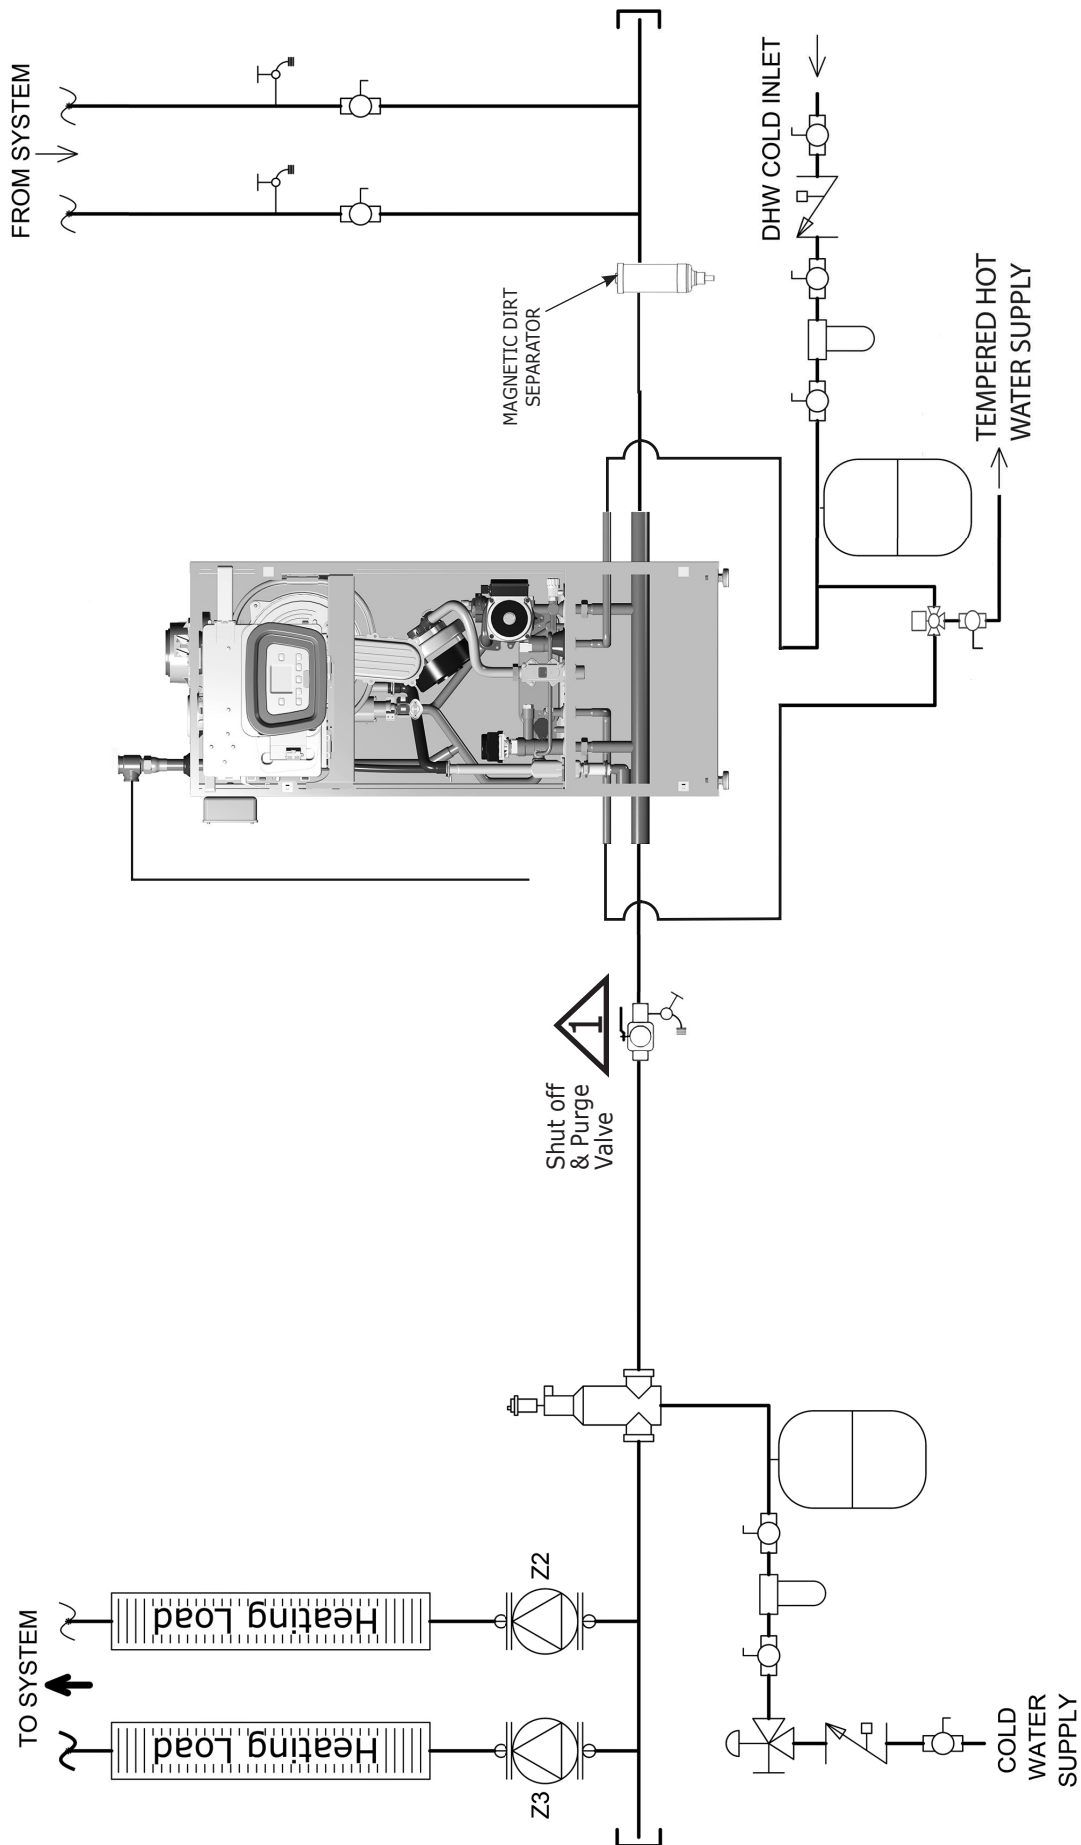 FROM SYSTEM
DHW COLD INLET
MAGNETIC DIRT
SEPARATOR
TEMPERED HOT
WATER SUPPLY
1
Shut off
& Purge
Valve
TO SYSTEM
Heating Load
Z2
Heating Load
Z3
COLD
WATER
SUPPLY